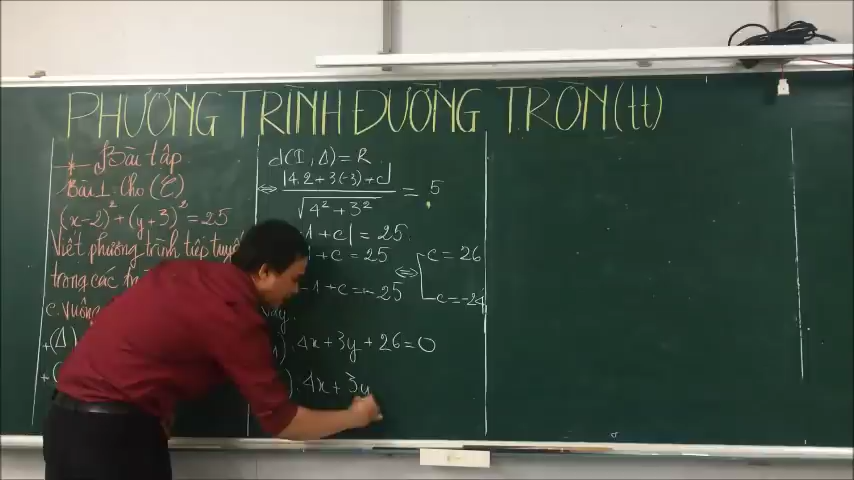 PHƯƠNG TRÌNH ĐƯỜNG TRÒN (tt)
* Bài tập
Bài 1: Cho (C)
(x-2)² + (y+3)² = 25
Viết phương trình tiếp tuyến
trong các
c. vuông
+(Δ)
+(
d(I, Δ) = R
⇔ |4.2 + 3(-3) + c| / √(4² + 3²) = 5
1 + c| = 25
1 + c = 25
-1 + c = -25
⇔ c = 26
c = -24
Vậy
). 4x + 3y + 26 = 0
). 4x + 3y